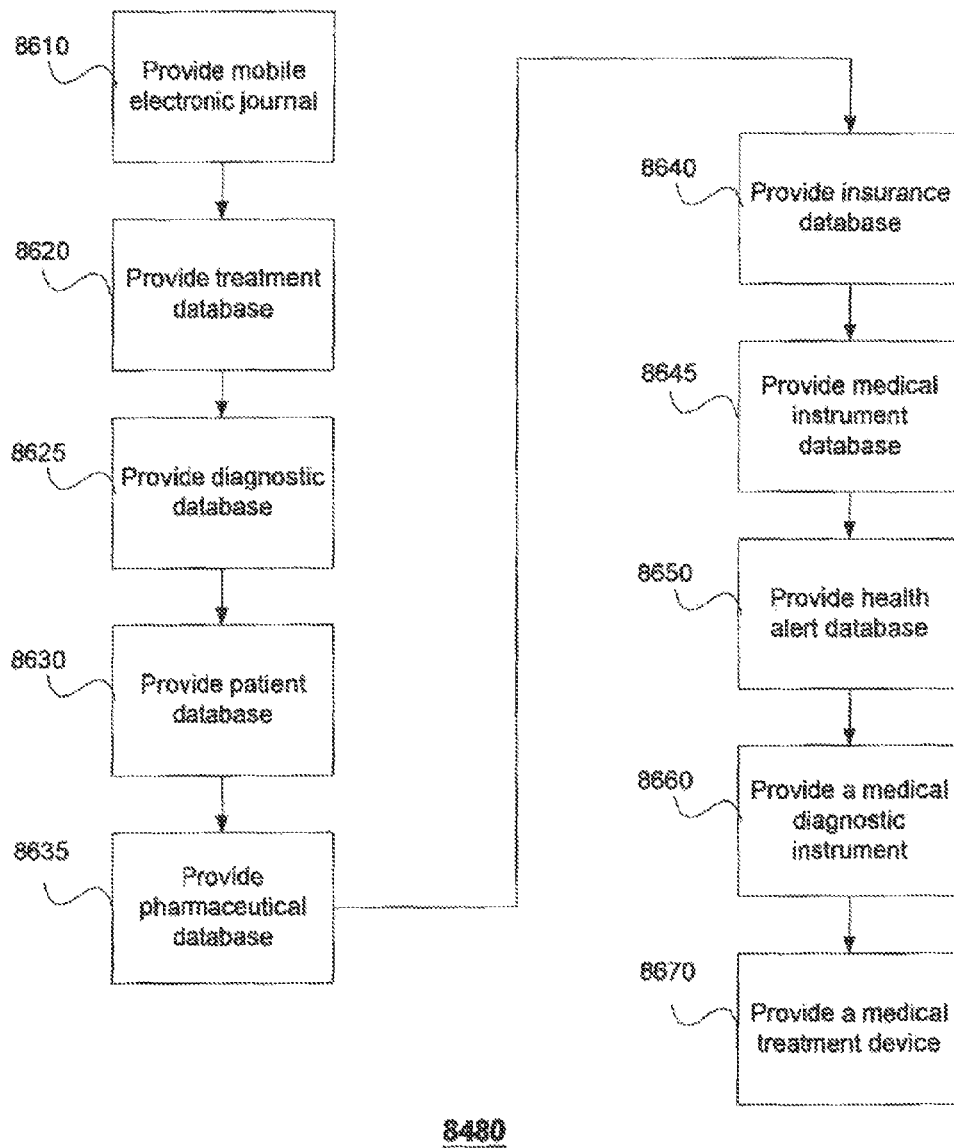 8610
Provide mobile
electronic journal
8620
Provide treatment
database
8625
Provide diagnostic
database
8630
Provide patient
database
8635
Provide
pharmaceutical
database
8640
Provide insurance
database
8645
Provide medical
instrument
database
8650
Provide health
alert database
8660
Provide a medical
diagnostic
instrument
8670
Provide a medical
treatment device
8480